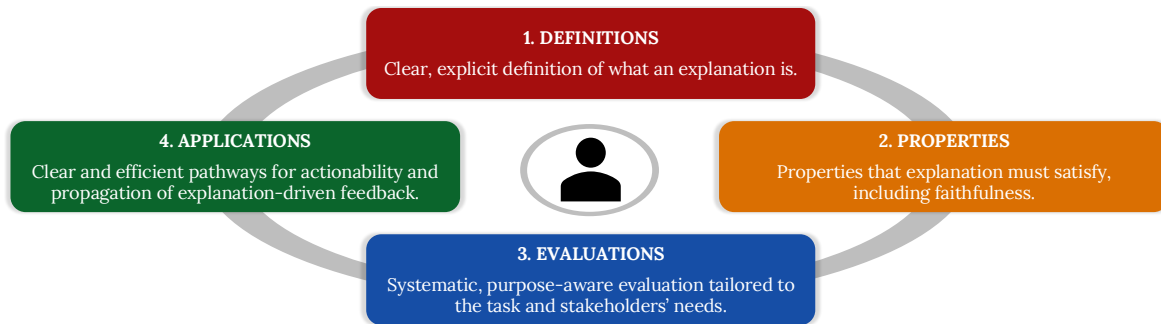 1. DEFINITIONS
Clear, explicit definition of what an explanation is.
2. PROPERTIES
Properties that explanation must satisfy,
including faithfulness.
3. EVALUATIONS
Systematic, purpose-aware evaluation tailored to
the task and stakeholders’ needs.
4. APPLICATIONS
Clear and efficient pathways for actionability and
propagation of explanation-driven feedback.